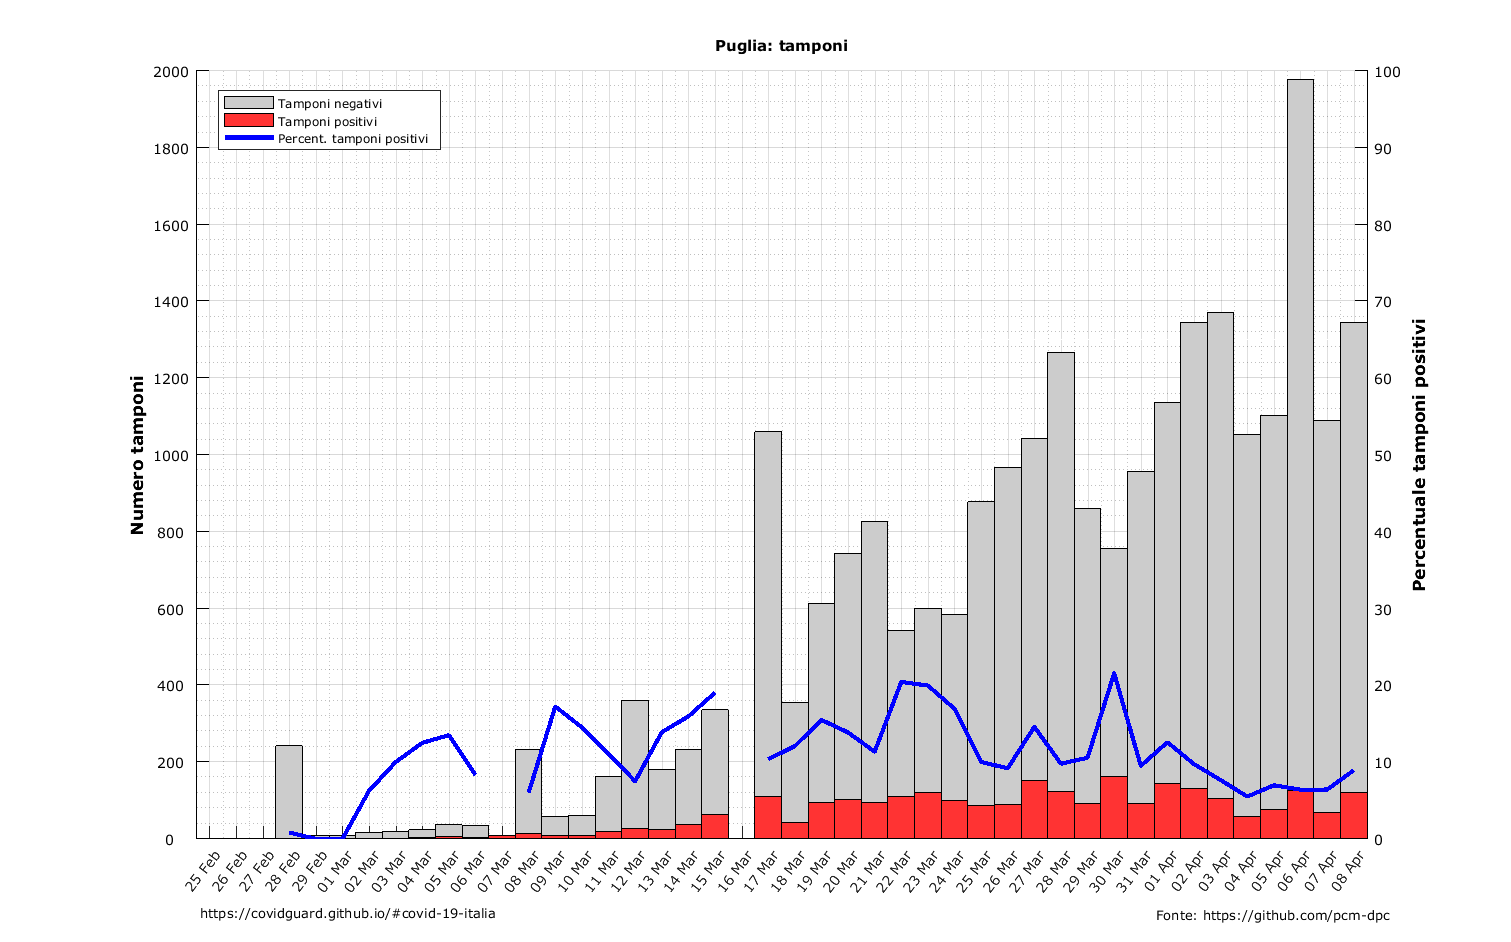 Puglia: tamponi
Tamponi negativi
Tamponi positivi
Percent. tamponi positivi
Numero tamponi
2000
1800
1600
1400
1200
1000
800
600
400
200
0
Percentuale tamponi positivi
100
90
80
70
60
50
40
30
20
10
0
25 Feb
26 Feb
27 Feb
28 Feb
29 Feb
01 Mar
02 Mar
03 Mar
04 Mar
05 Mar
06 Mar
07 Mar
08 Mar
09 Mar
10 Mar
11 Mar
12 Mar
13 Mar
14 Mar
15 Mar
16 Mar
17 Mar
18 Mar
19 Mar
20 Mar
21 Mar
22 Mar
23 Mar
24 Mar
25 Mar
26 Mar
27 Mar
28 Mar
29 Mar
30 Mar
31 Mar
01 Apr
02 Apr
03 Apr
04 Apr
05 Apr
06 Apr
07 Apr
08 Apr
https://covidguard.github.io/#covid-19-italia
Fonte: https://github.com/pcm-dpc